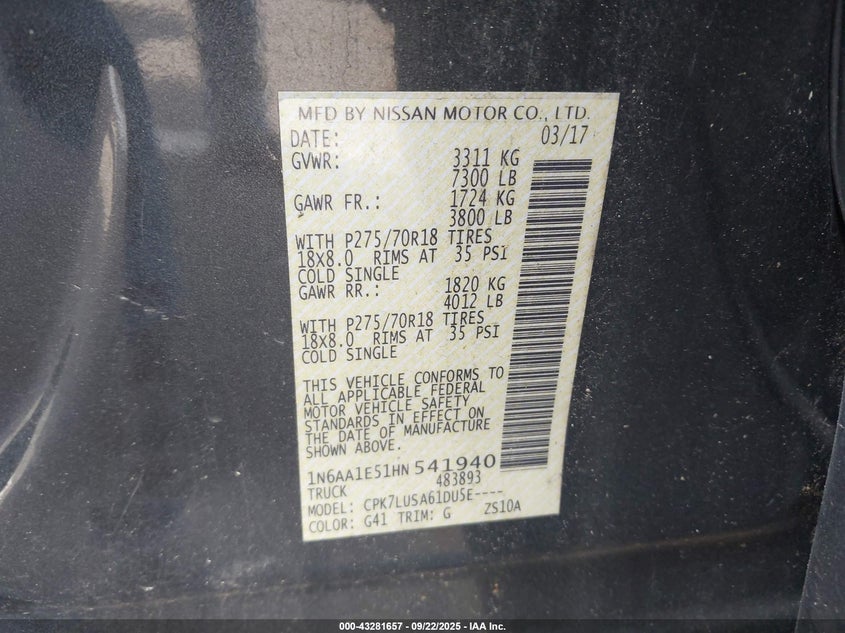 MFD BY NISSAN MOTOR CO., LTD.
DATE: 03/17
GVWR: 3311 KG
7300 LB
GAWR FR.: 1724 KG
3800 LB
WITH P275/70R18 TIRES
18X8.0 RIMS AT 35 PSI
COLD SINGLE
GAWR RR.: 1820 KG
4012 LB
WITH P275/70R18 TIRES
18X8.0 RIMS AT 35 PSI
COLD SINGLE
THIS VEHICLE CONFORMS TO
ALL APPLICABLE FEDERAL
MOTOR VEHICLE SAFETY
STANDARDS IN EFFECT ON
THE DATE OF MANUFACTURE
SHOWN ABOVE.
1N6AA1E51HN 541940
TRUCK 483893
MODEL: CPK7LUSA61DU5E----
COLOR: G41 TRIM: G ZS10A
000-43281657 - 09/22/2025 - IAA Inc.